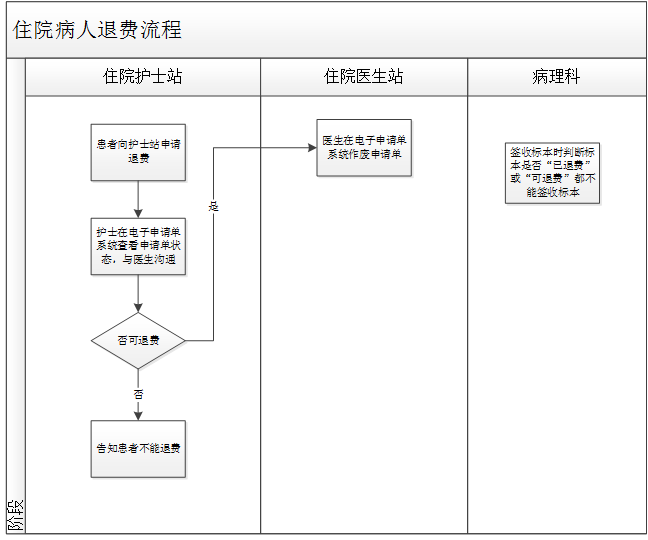 住院病人退费流程
住院护士站
住院医生站
病理科
患者向护士站申请
退费
医生在电子申请单
系统作废申请单
签收标本时判断标
本是否“已退费”
或“可退费”都不
能签收标本
是
护士在电子申请单
系统查看申请单状
态，与医生沟通
否可退费
否
告知患者不能退费
阶段